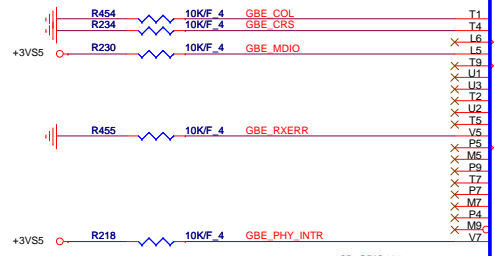 R454 10K/F_4 GBE_COL T1
R234 10K/F_4 GBE_CRS T4
L6
+3VS5 R230 10K/F_4 GBE_MDIO L5
T9
U1
U3
T2
U2
T5
R455 10K/F_4 GBE_RXERR V5
P5
M5
P9
T7
P7
M7
P4
M9
+3VS5 R218 10K/F_4 GBE_PHY_INTR V7